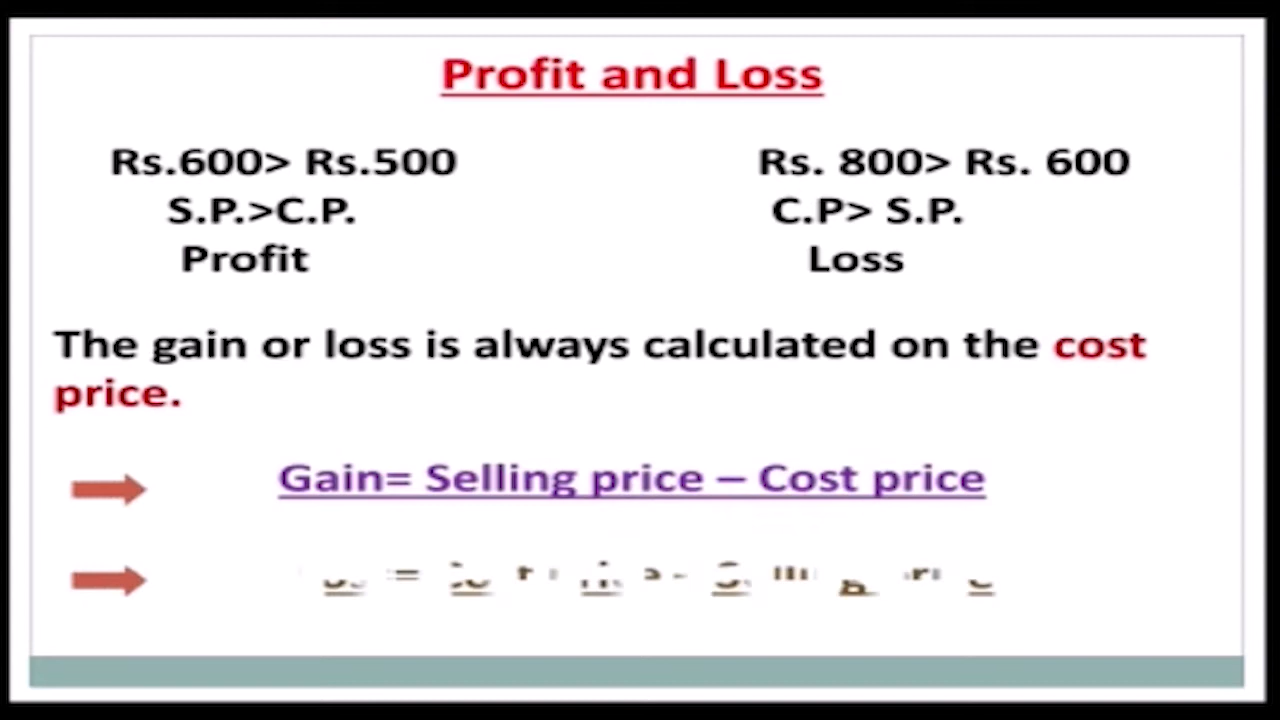 Profit and Loss
Rs.600> Rs.500
Rs. 800> Rs. 600
S.P.>C.P.
C.P> S.P.
Profit
Loss
The gain or loss is always calculated on the cost
price.
Gain= Selling price – Cost price